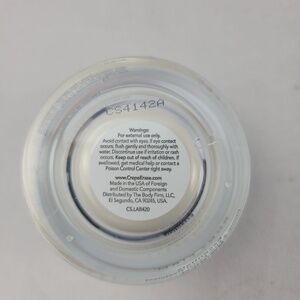 CS4142A
Warnings:
For external use only.
Avoid contact with eyes. If eye contact
occurs, flush gently and thoroughly with
water. Discontinue use if irritation or rash
occurs. Keep out of reach of children. If
swallowed, get medical help or contact a
Poison Control Center right away.
www.CrepeErase.com
Made in the USA of Foreign
and Domestic Components
Distributed by The Body Firm, LLC,
El Segundo, CA 90245, USA.
CS.LAB420